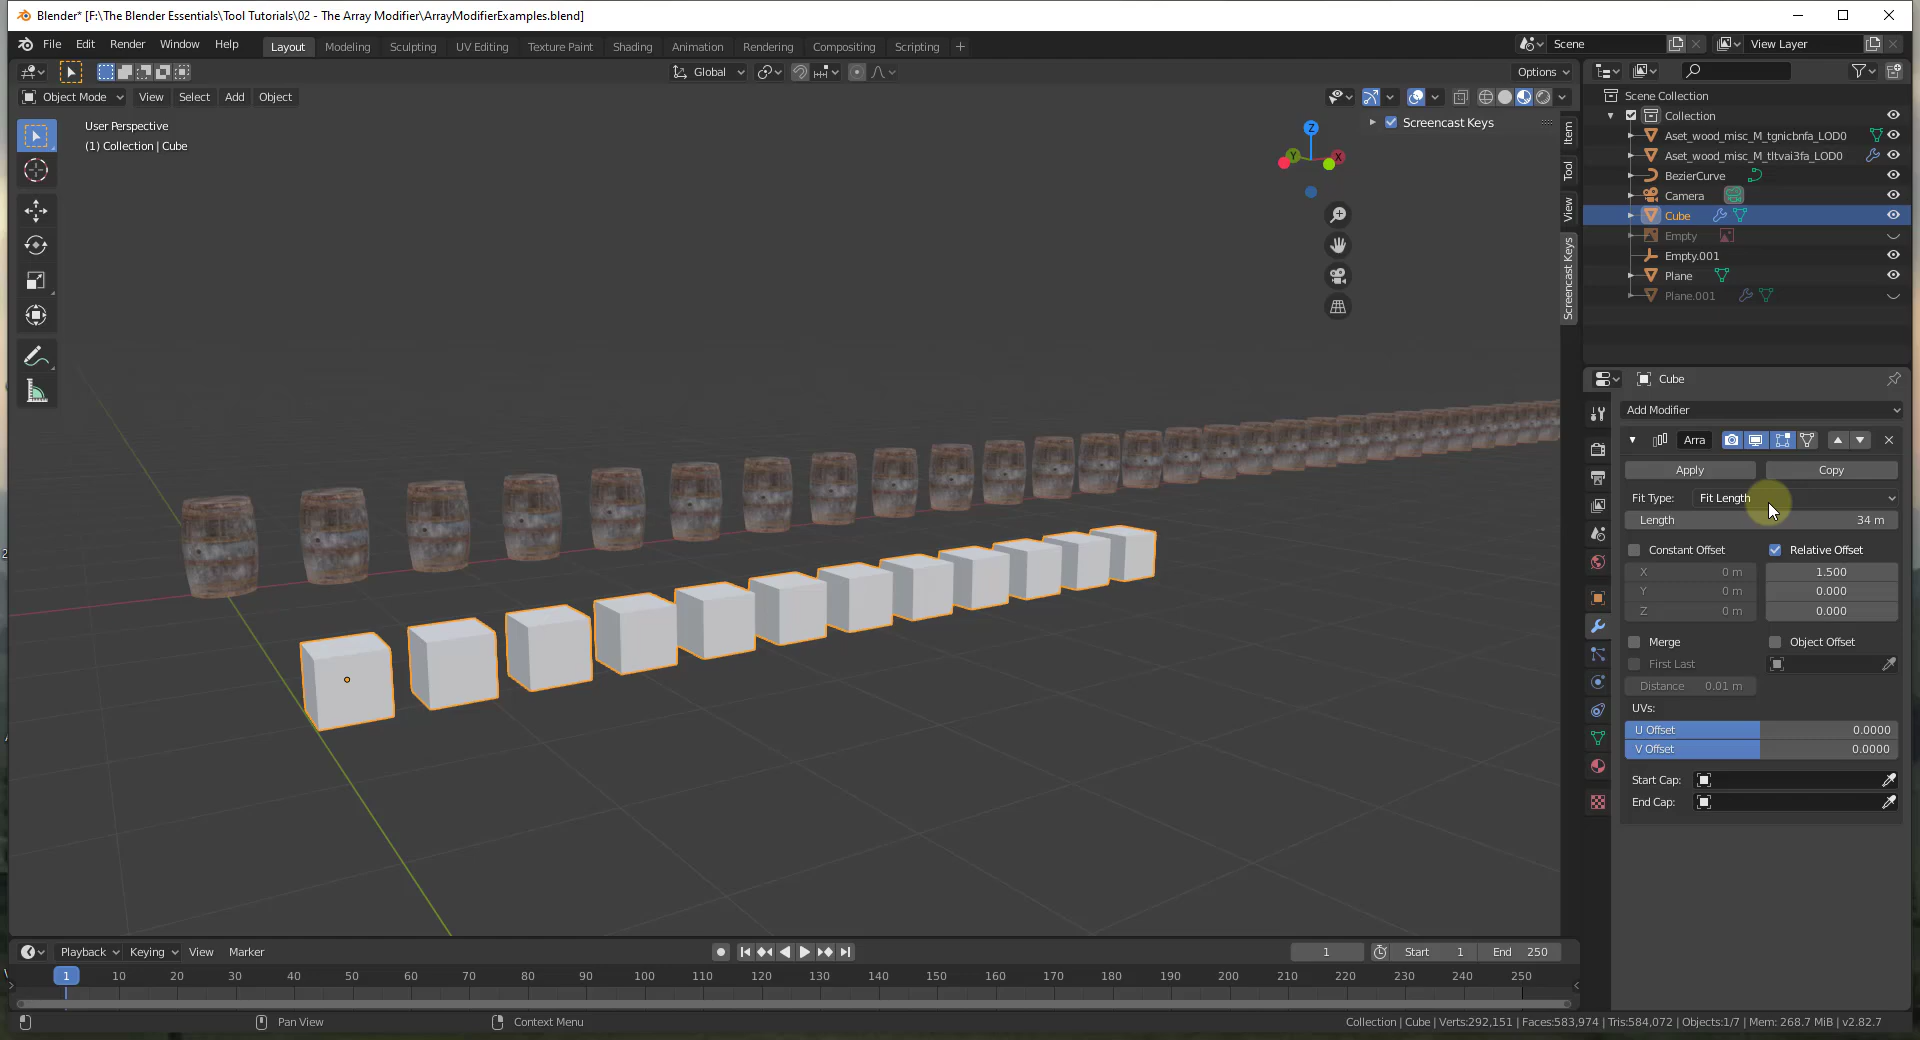 Blender* [F:\The Blender Essentials\Tool Tutorials\02 - The Array Modifier\ArrayModifierExamples.blend]
File Edit Render Window Help Layout Modeling Sculpting UV Editing Texture Paint Shading Animation Rendering Compositing Scripting + Scene View Layer
Global Options
Object Mode View Select Add Object
User Perspective
(1) Collection | Cube
Screencast Keys
Z
Y
X
Item
Tool
View
Screencast Keys
Scene Collection
Collection
Aset_wood_misc_M_tgnicbnfa_LOD0
Aset_wood_misc_M_tltvai3fa_LOD0
BezierCurve
Camera
Cube
Empty
Empty.001
Plane
Plane.001
Cube
Add Modifier
Arra
Apply Copy
Fit Type: Fit Length
Length 34 m
Constant Offset Relative Offset
X 0 m 1.500
Y 0 m 0.000
Z 0 m 0.000
Merge Object Offset
First Last
Distance 0.01 m
UVs:
U Offset 0.0000
V Offset 0.0000
Start Cap:
End Cap:
Playback Keying View Marker 1 Start 1 End 250
1 10 20 30 40 50 60 70 80 90 100 110 120 130 140 150 160 170 180 190 200 210 220 230 240 250
Pan View Context Menu Collection | Cube | Verts:292,151 | Faces:583,974 | Tris:584,072 | Objects:1/7 | Mem: 268.7 MiB | v2.82.7